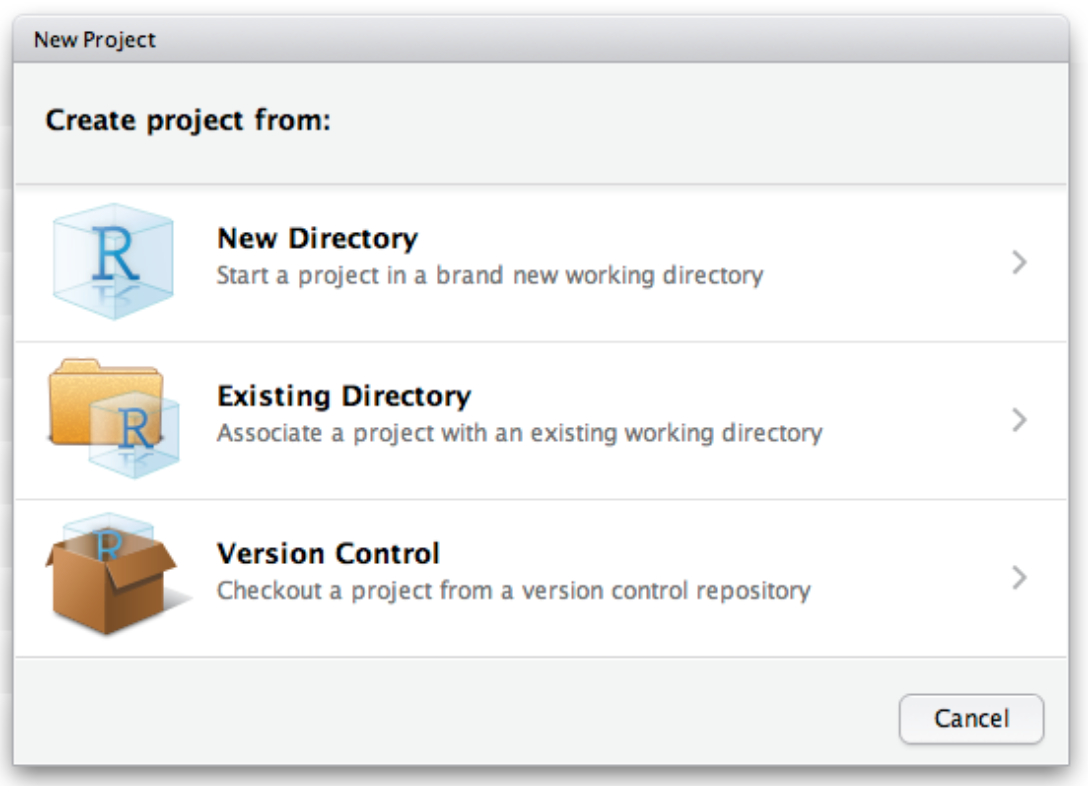 New Project
Create project from:
R
New Directory
Start a project in a brand new working directory
R
Existing Directory
Associate a project with an existing working directory
R
Version Control
Checkout a project from a version control repository
Cancel